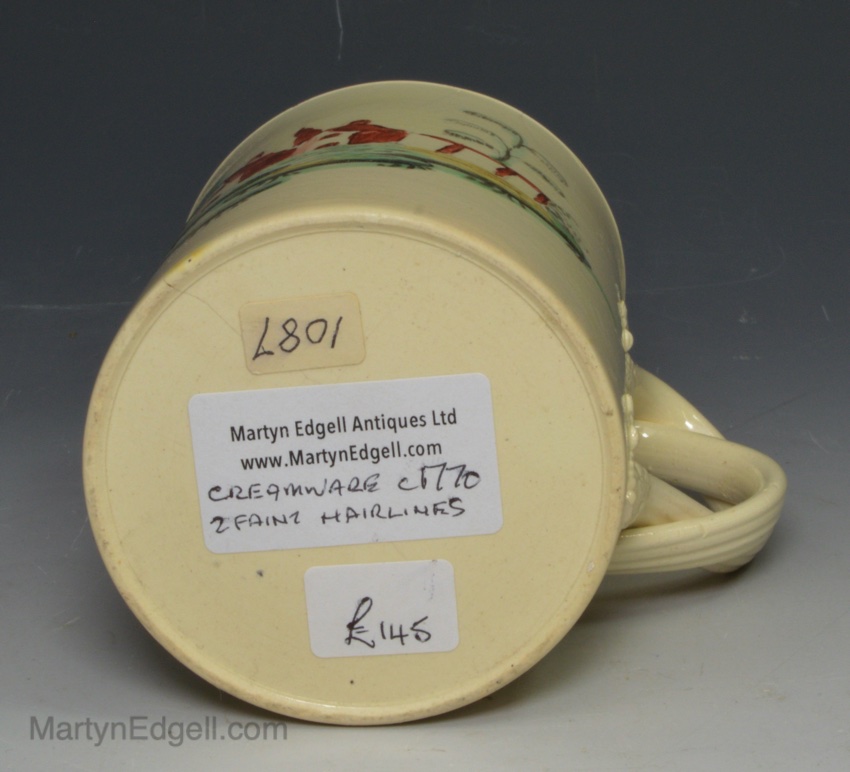 L801
Martyn Edgell Antiques Ltd
www.MartynEdgell.com
CREAMWARE c1770
2 FAINT HAIRLINES
£145
MartynEdgell.com